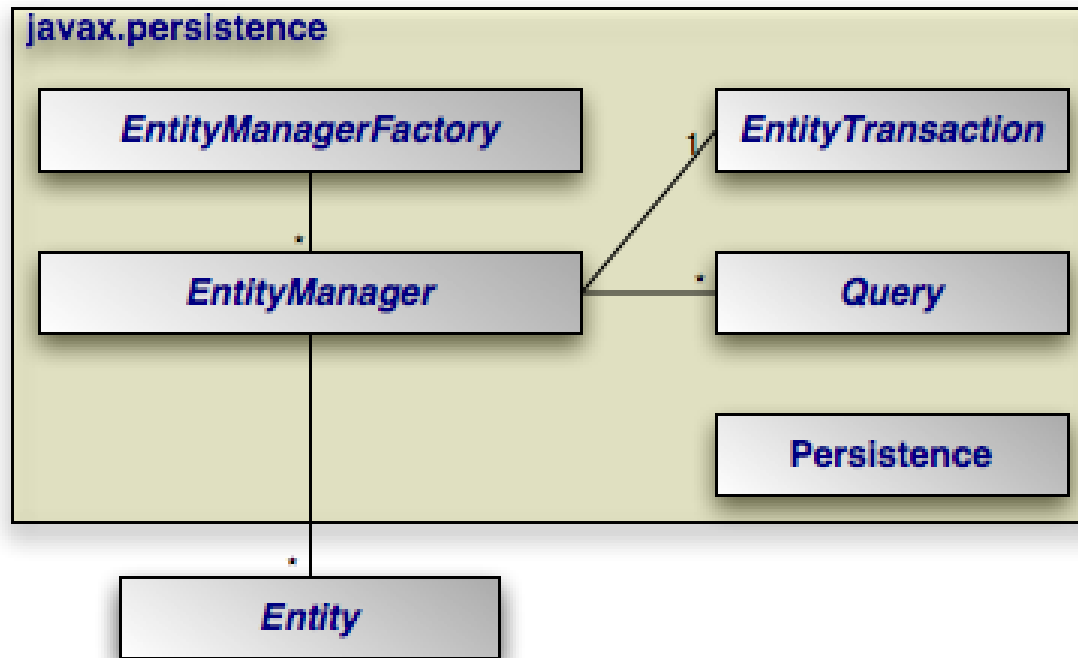 javax.persistence
EntityManagerFactory
1
EntityTransaction
*
EntityManager
*
Query
Persistence
*
Entity